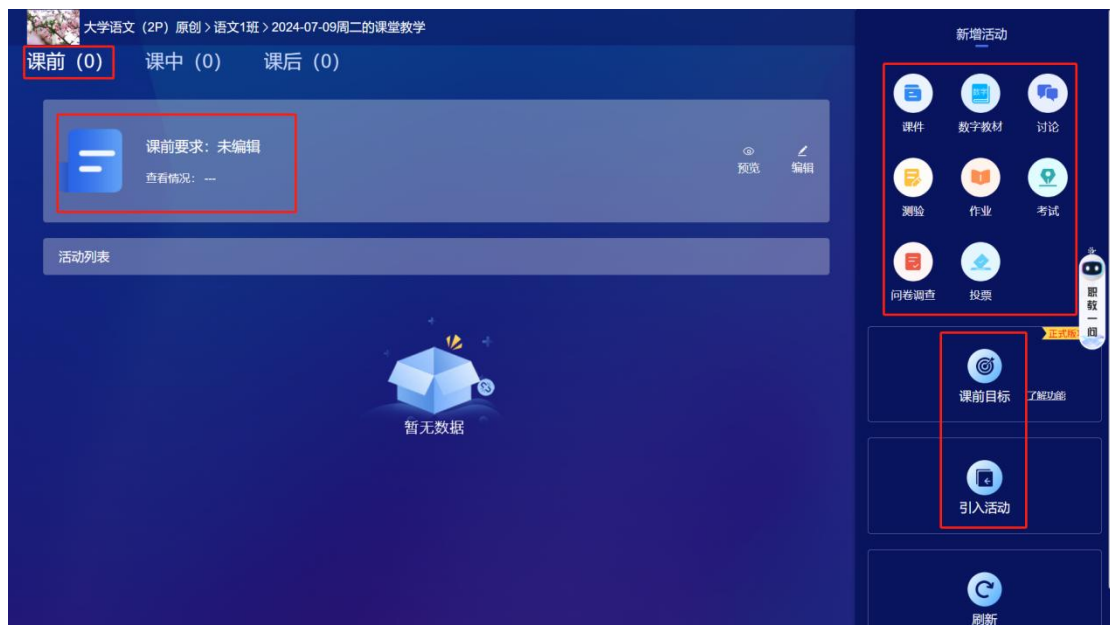 大学语文（2P）原创 > 语文1班 > 2024-07-09周二的课堂教学
课前（0） 课中（0） 课后（0）
课前要求：未编辑
查看情况：---
预览 编辑
活动列表
暂无数据
新增活动
课件 数字教材 讨论
数字
测验 作业 考试
问卷调查 投票
职教一问
课前目标 了解功能
引入活动
刷新